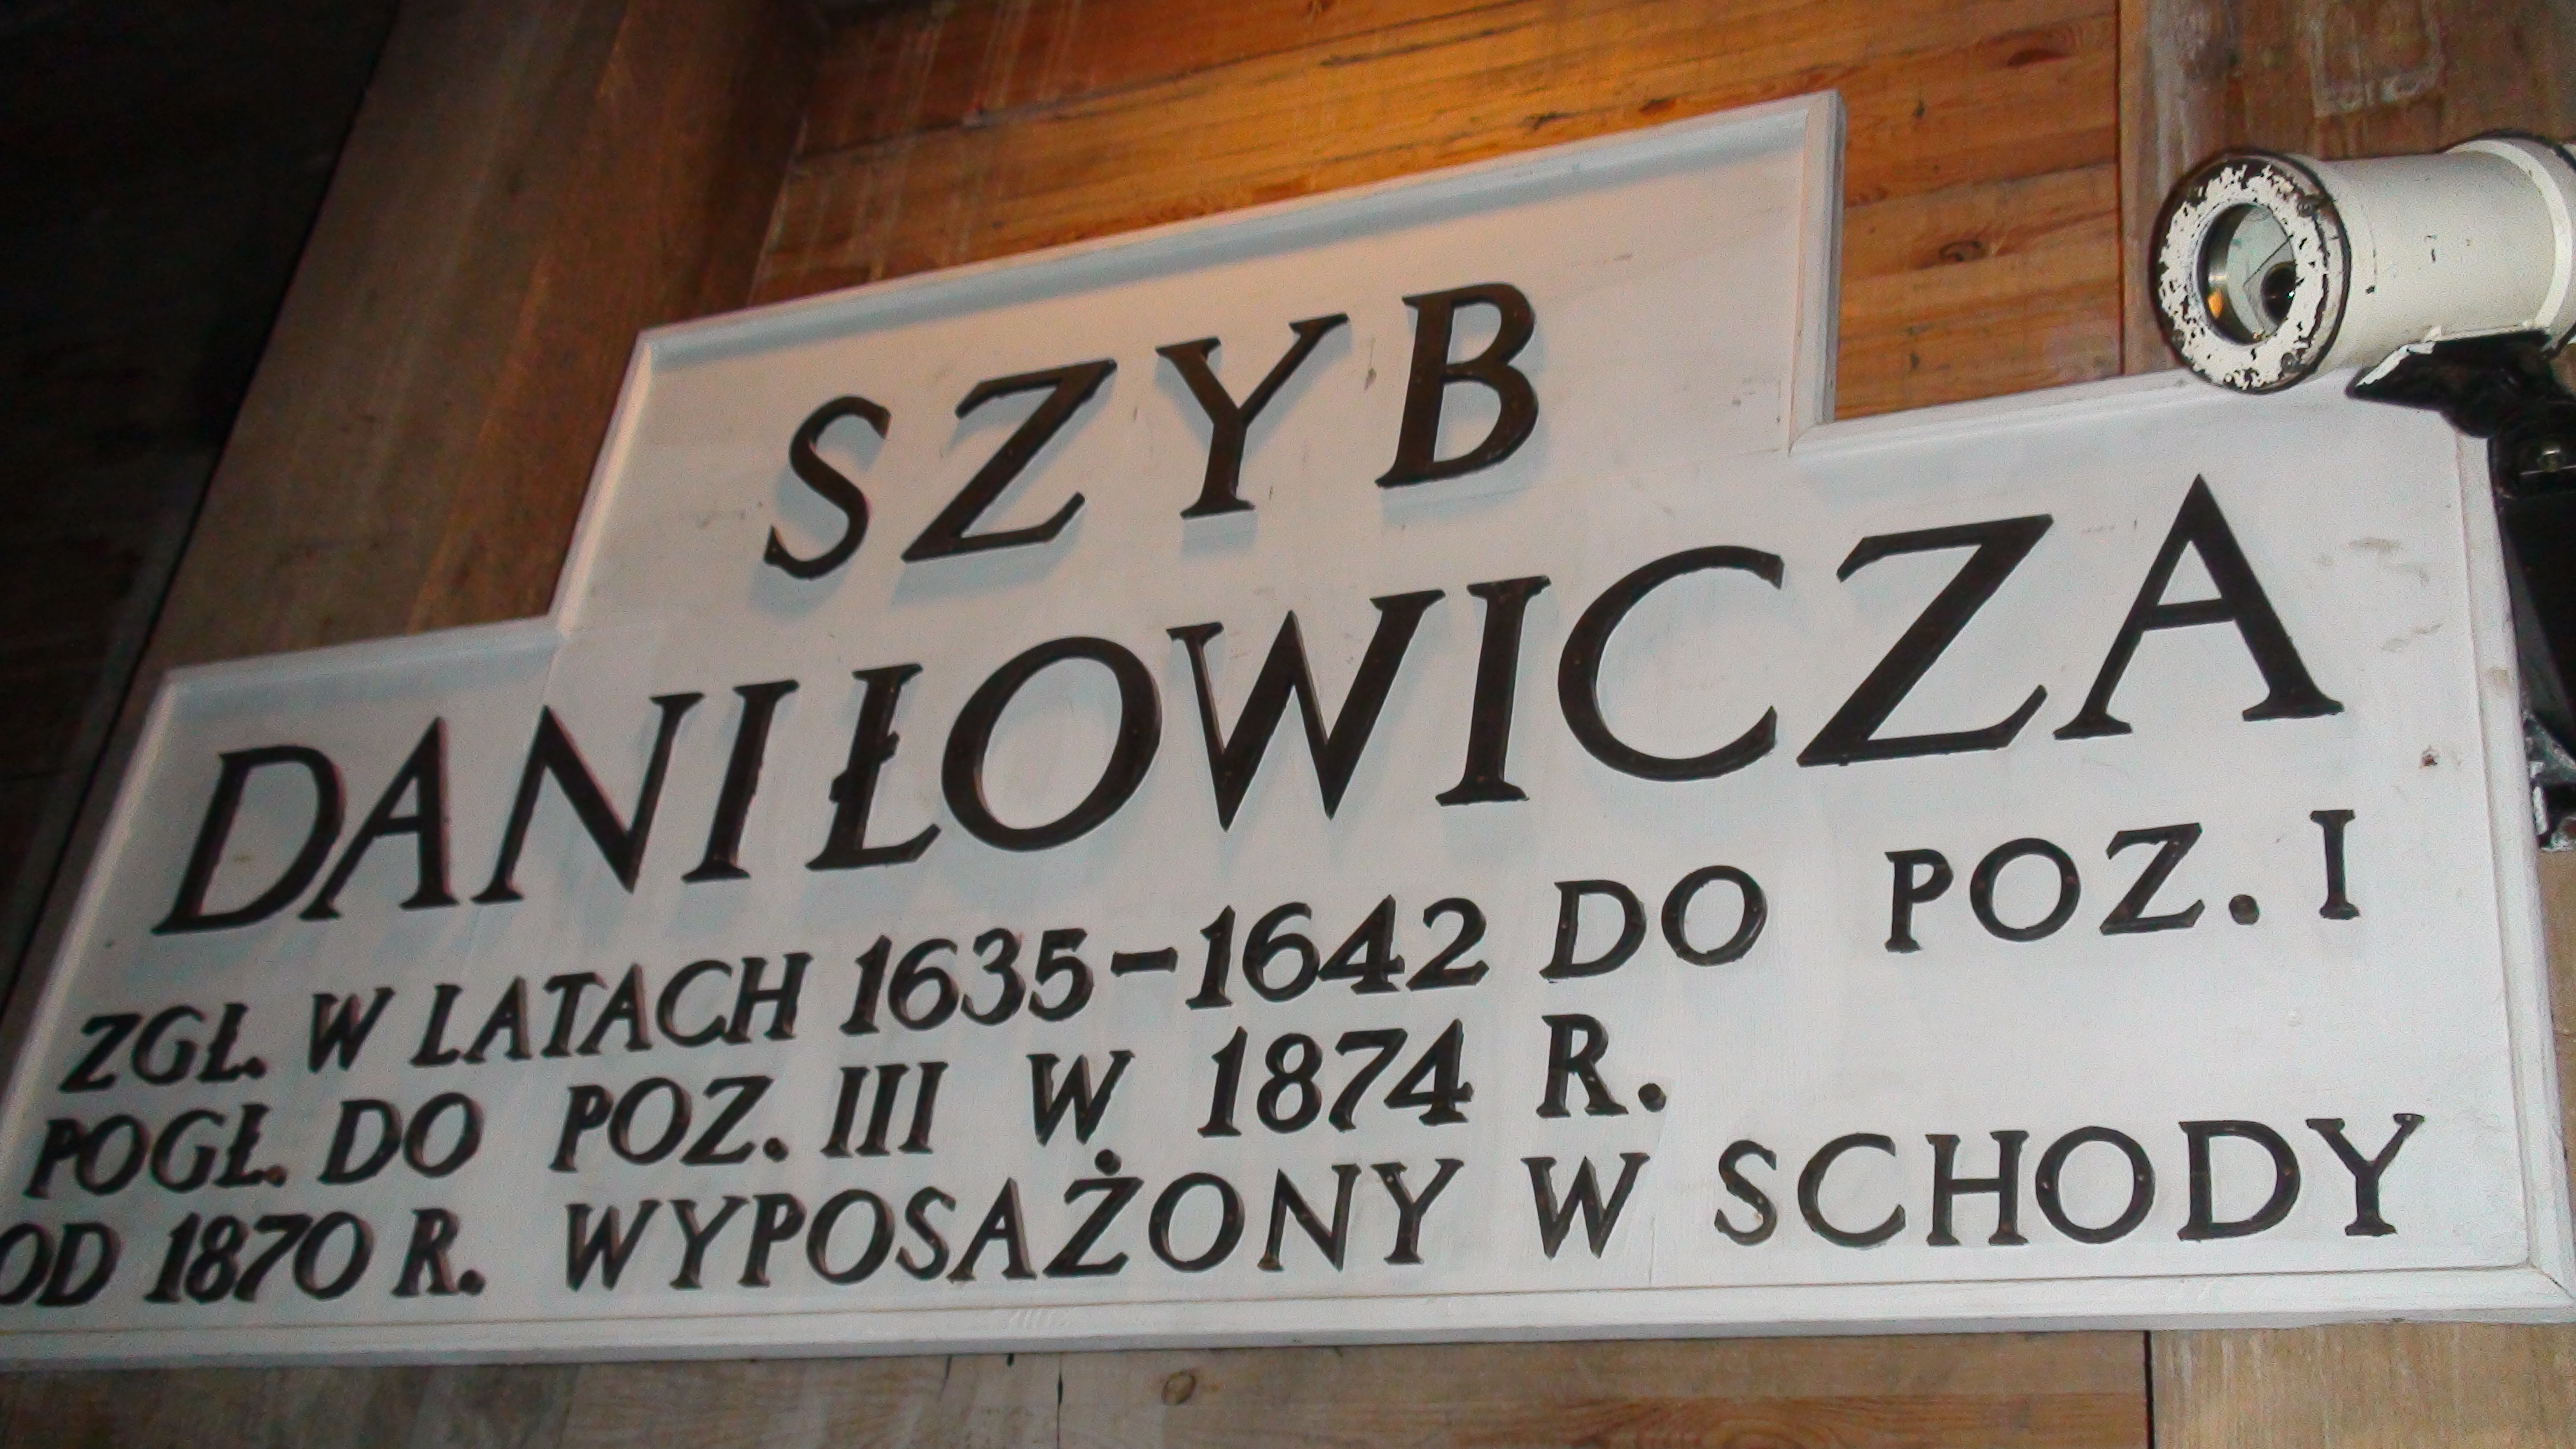 SZYB
DANIŁOWICZA
ZGŁ. W LATACH 1635-1642 DO POZ. I
POGŁ. DO POZ. III W 1874 R.
OD 1870 R. WYPOSAŻONY W SCHODY